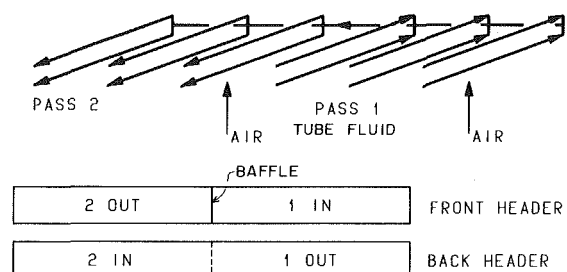 PASS 2
PASS 1
TUBE FLUID
AIR
AIR
BAFFLE
2 OUT
1 IN
FRONT HEADER
2 IN
1 OUT
BACK HEADER